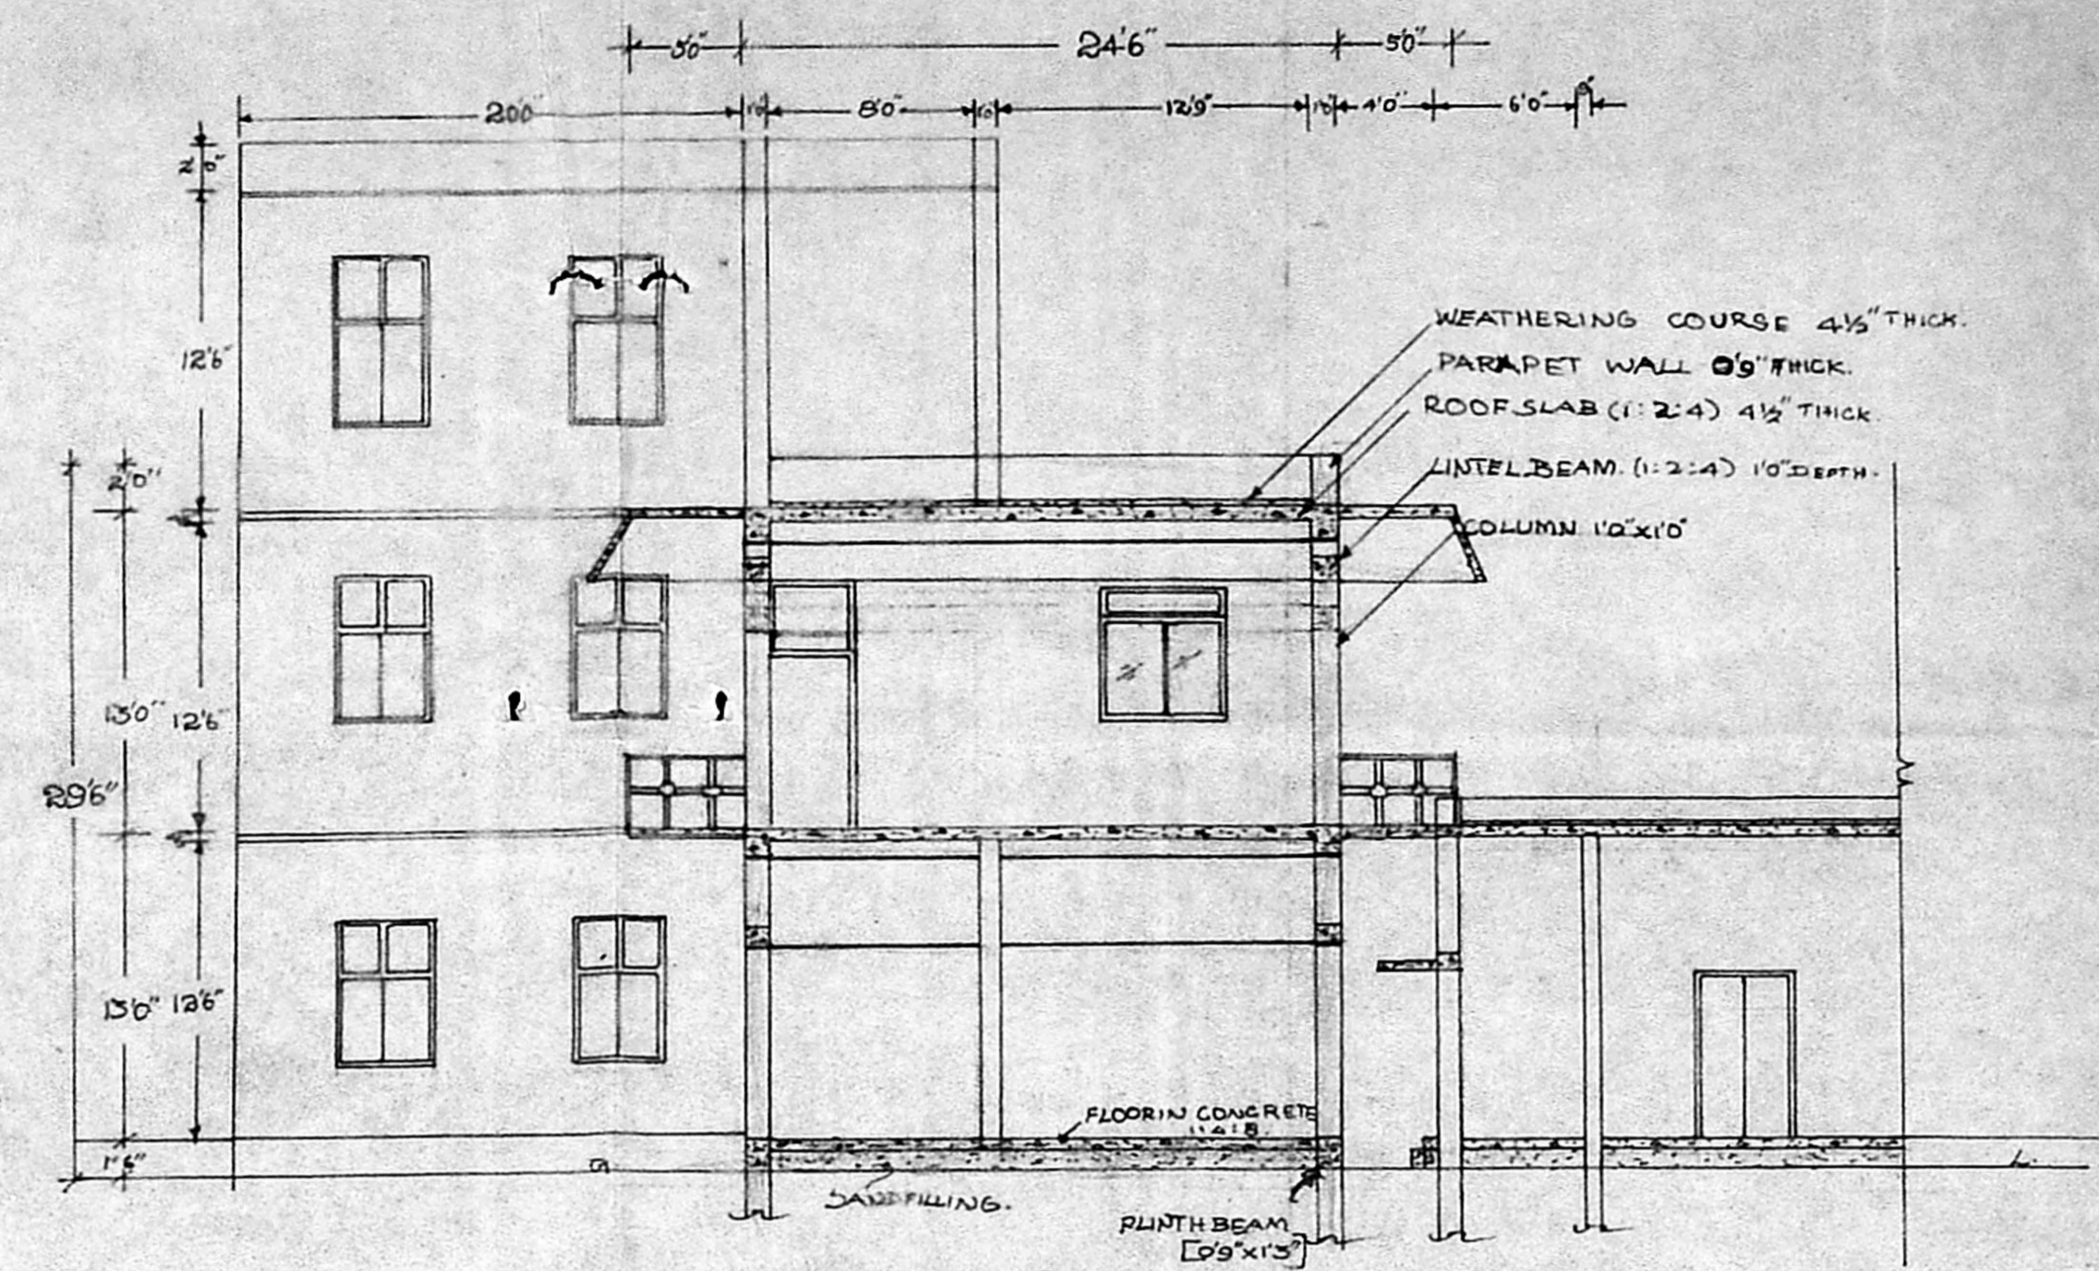 5'0" 24'6" 5'0"
20'0" 1'0" 8'0" 1'0" 12'9" 1'0" 4'0" 6'0" 9"
2'0"
12'6"
WEATHERING COURSE 4½" THICK.
PARAPET WALL 0'9" THICK.
ROOF SLAB (1:2:4) 4½" THICK.
LINTEL BEAM. (1:2:4) 1'0" DEPTH.
2'0"
COLUMN 1'0"x1'0"
13'0" 12'6"
29'6"
13'0" 12'6"
FLOORIN CONCRETE
1:4:8.
1'6"
SANDFILLING.
PLINTH BEAM
[0'9"x1'3"]